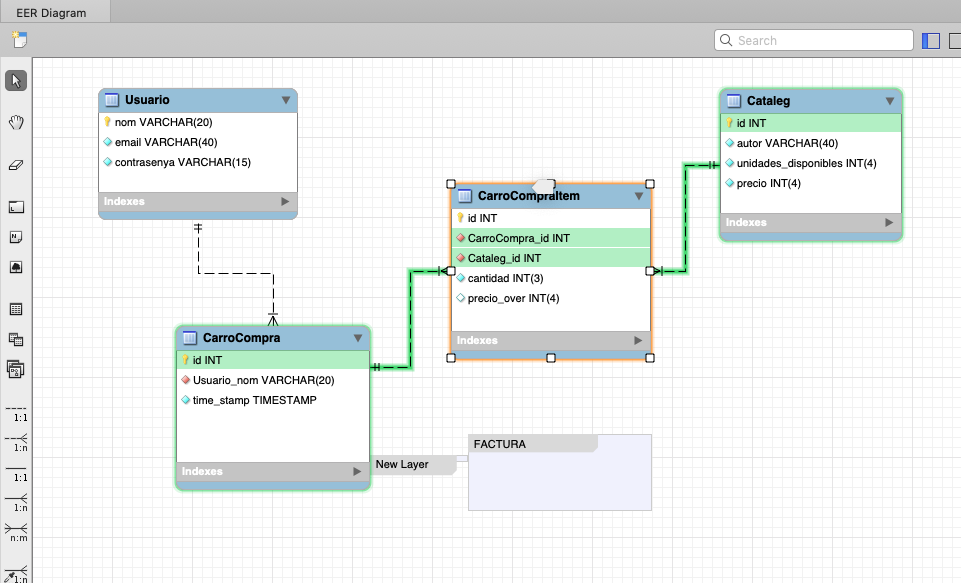 EER Diagram
Search
Usuario
nom VARCHAR(20)
email VARCHAR(40)
contrasenya VARCHAR(15)
Indexes
Cataleg
id INT
autor VARCHAR(40)
unidades_disponibles INT(4)
precio INT(4)
Indexes
CarroCompraItem
id INT
CarroCompra_id INT
Cataleg_id INT
cantidad INT(3)
precio_over INT(4)
Indexes
CarroCompra
id INT
Usuario_nom VARCHAR(20)
time_stamp TIMESTAMP
Indexes
New Layer
FACTURA
1:1
1:n
1:1
1:n
n:m
1:n